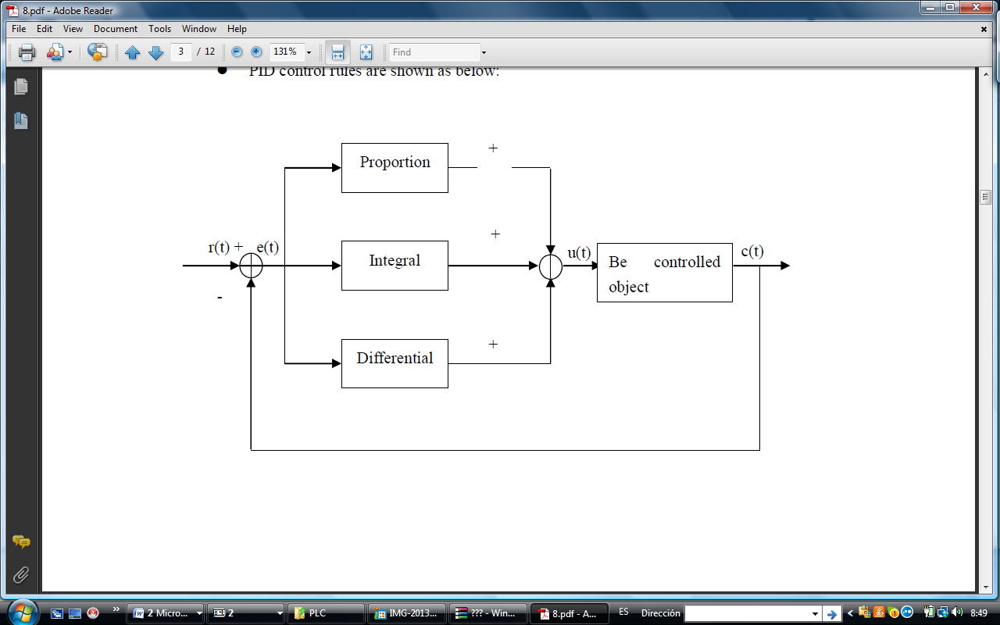 8.pdf - Adobe Reader
File Edit View Document Tools Window Help
3 / 12 131% Find
PID control rules are shown as below:
+
Proportion
+
r(t) + e(t)
Integral
u(t)
Be controlled
object
c(t)
-
+
Differential
2 Micro... 2 PLC IMG-2013... ??? - Win... 8.pdf - A... ES Dirección 8:49